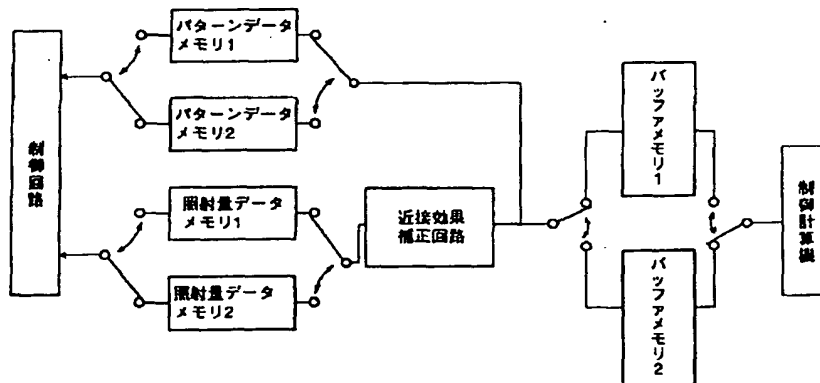 制御回路
パターンデータ
メモリ1
パターンデータ
メモリ2
照射量データ
メモリ1
照射量データ
メモリ2
近接効果
補正回路
バッファメモリ1
バッファメモリ2
制御計算機